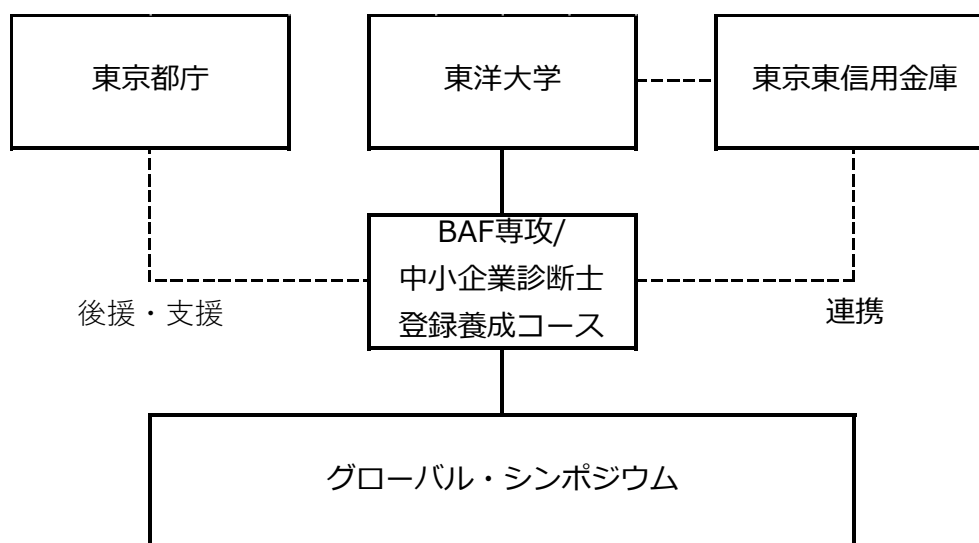 東京都庁
東洋大学
東京東信用金庫
BAF専攻/
中小企業診断士
登録養成コース
後援・支援
連携
グローバル・シンポジウム